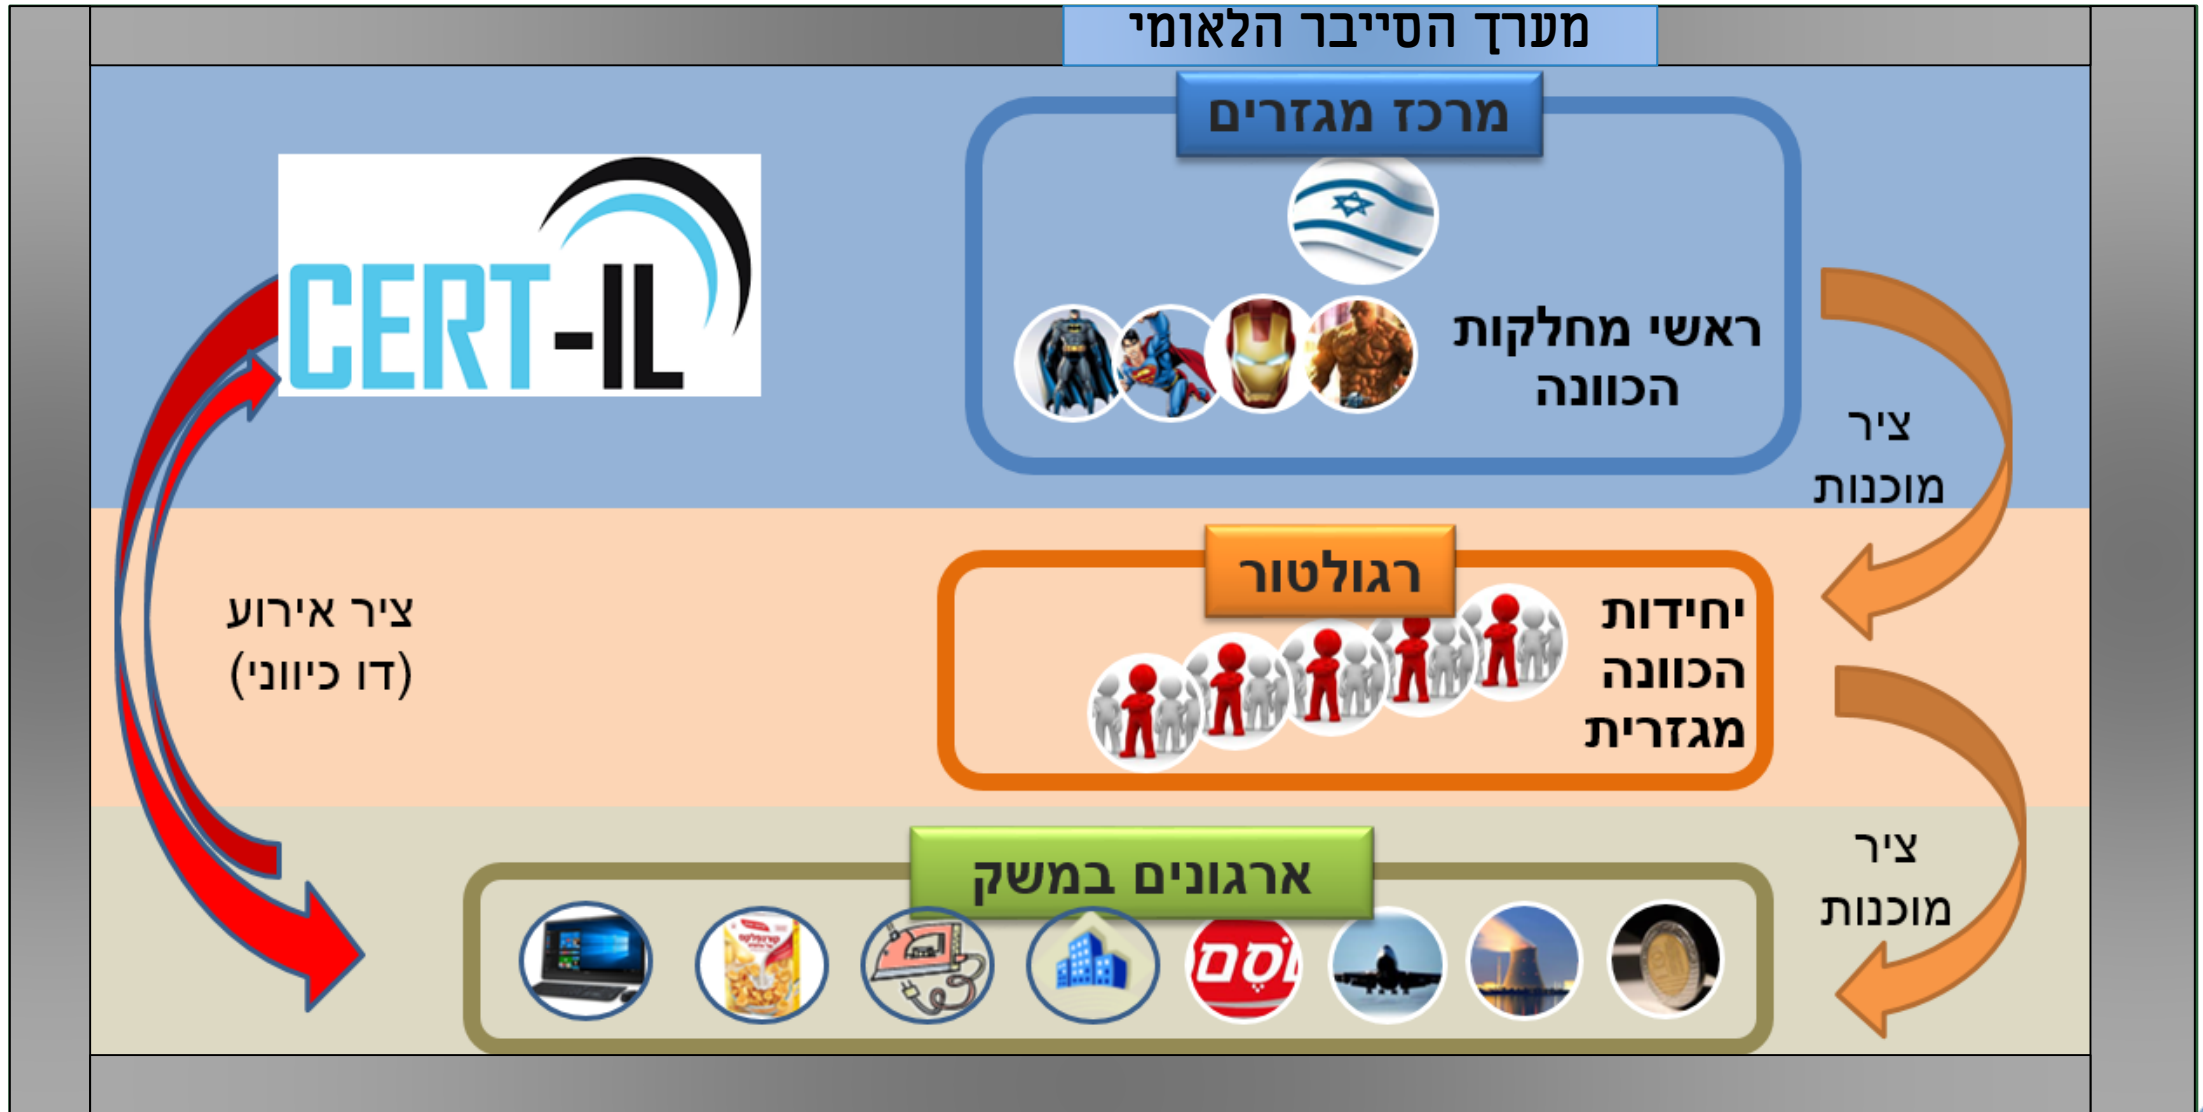 מערך הסייבר הלאומי
מרכז מגזרים
CERT-IL
ראשי מחלקות
הכוונה
ציר
מוכנות
רגולטור
יחידות
הכוונה
מגזרית
ציר אירוע
(דו כיווני)
ארגונים במשק
ציר
מוכנות
קורנפלקס